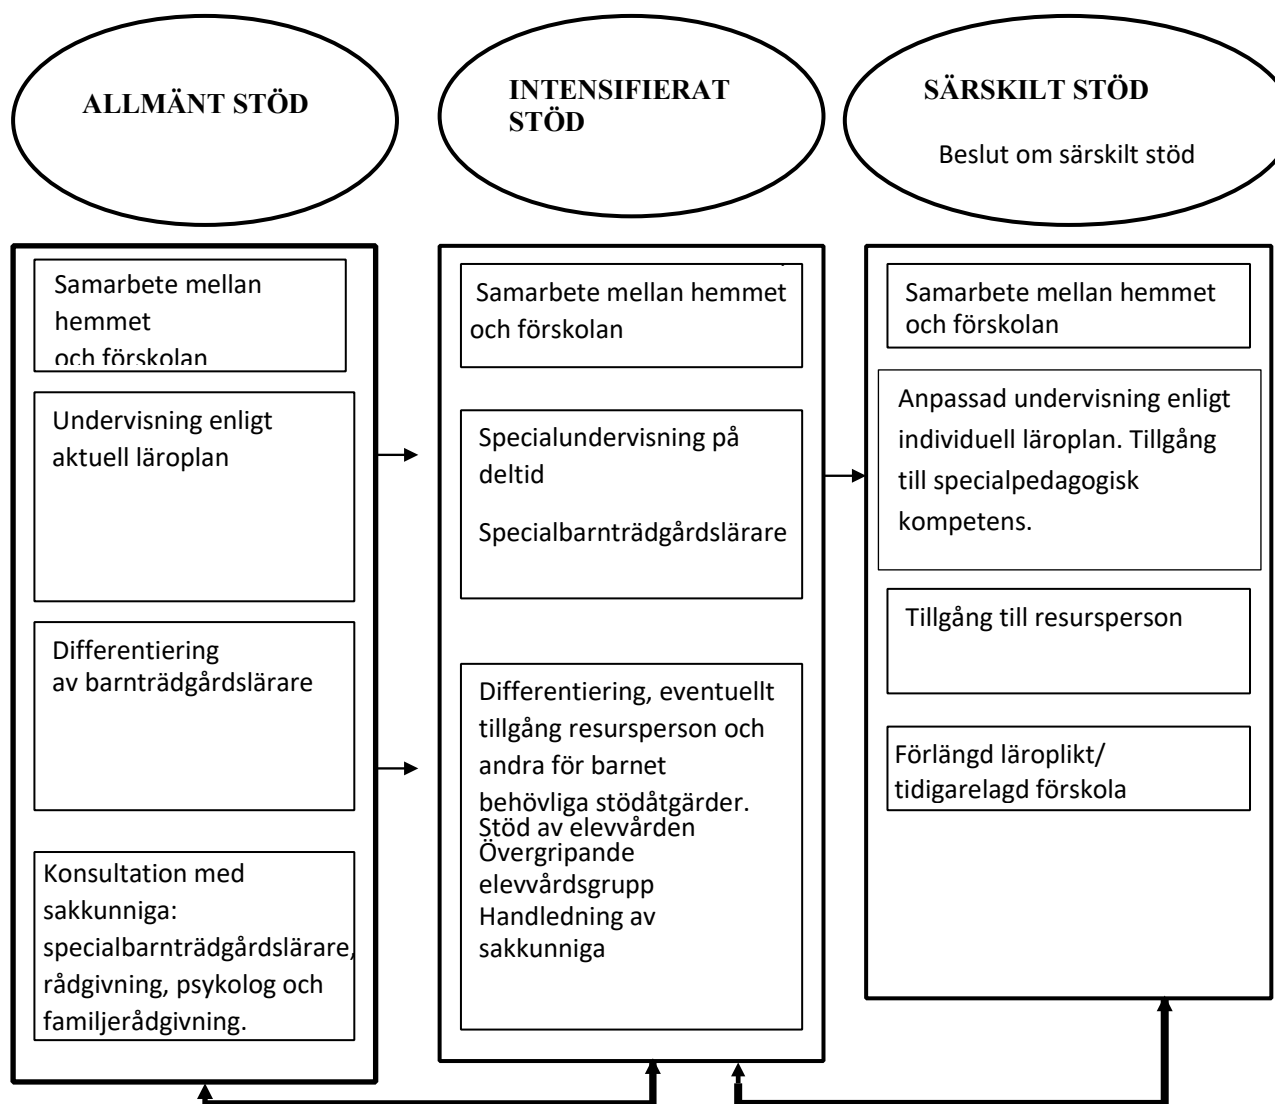 ALLMÄNT STÖD
Samarbete mellan
hemmet
och förskolan
Undervisning enligt
aktuell läroplan
Differentiering
av barnträdgårdslärare
Konsultation med
sakkunniga:
specialbarnträdgårdslärare,
rådgivning, psykolog och
familjerådgivning.
INTENSIFIERAT
STÖD
Samarbete mellan hemmet
och förskolan
Specialundervisning på
deltid
Specialbarnträdgårdslärare
Differentiering, eventuellt
tillgång resursperson och
andra för barnet
behövliga stödåtgärder.
Stöd av elevvården
Övergripande
elevvårdsgrupp
Handledning av
sakkunniga
SÄRSKILT STÖD
Beslut om särskilt stöd
Samarbete mellan hemmet
och förskolan
Anpassad undervisning enligt
individuell läroplan. Tillgång
till specialpedagogisk
kompetens.
Tillgång till resursperson
Förlängd läroplikt/
tidigarelagd förskola